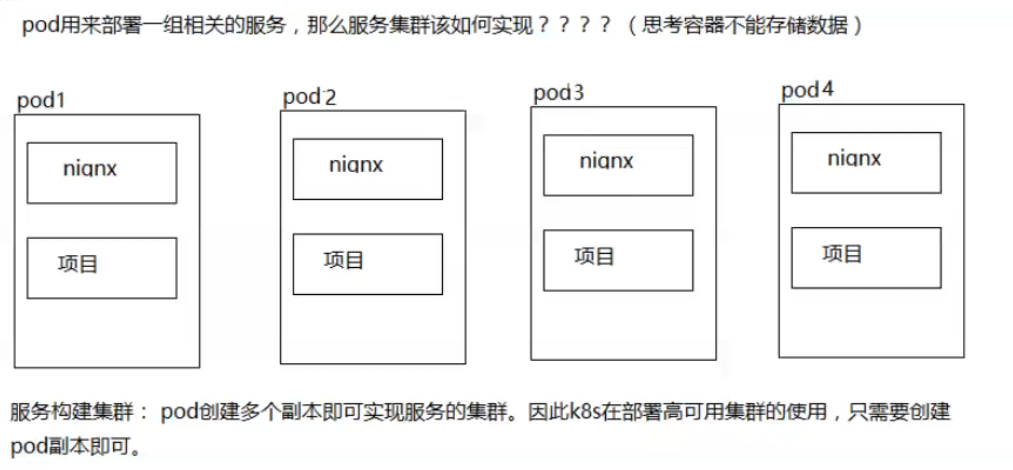 pod用来部署一组相关的服务，那么服务集群该如何实现？？？？（思考容器不能存储数据）
pod1
pod 2
pod3
pod4
nignx
nignx
nignx
nignx
项目
项目
项目
项目
服务构建集群： pod创建多个副本即可实现服务的集群。因此k8s在部署高可用集群的使用，只需要创建
pod副本即可。